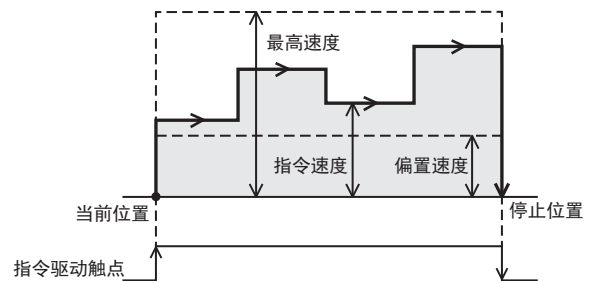 最高速度
指令速度
偏置速度
当前位置
停止位置
指令驱动触点